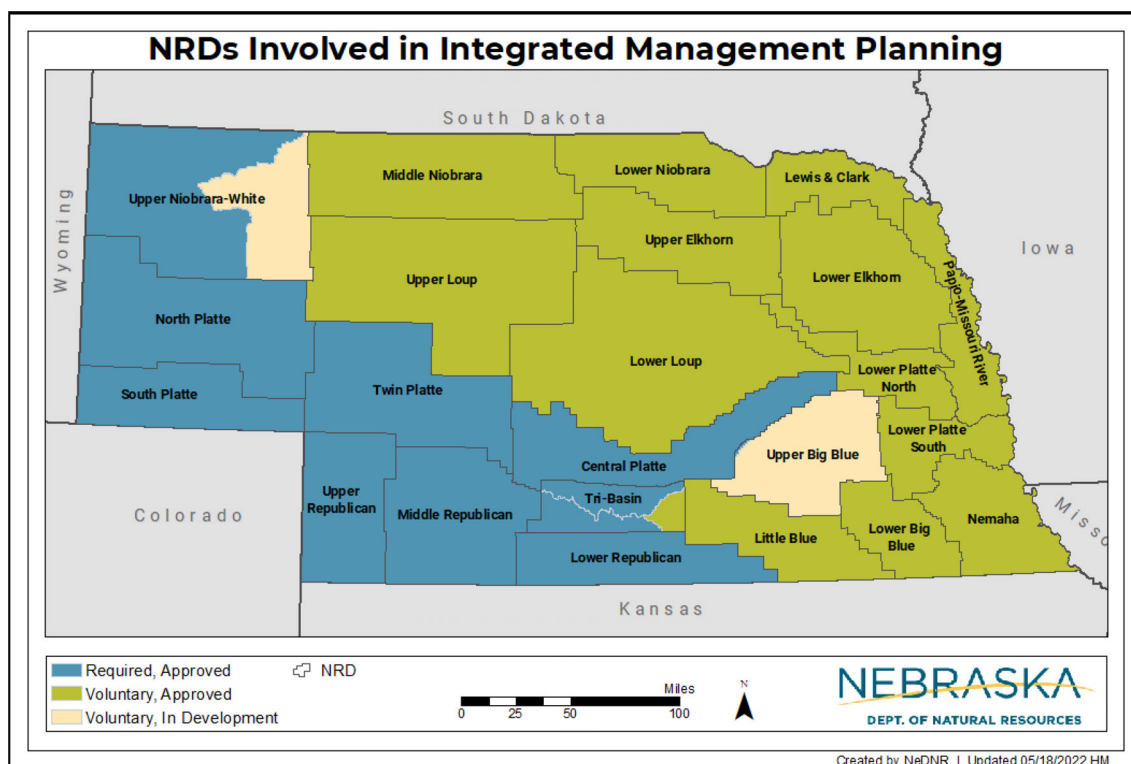 NRDs Involved in Integrated Management Planning
South Dakota
Wyoming
Iowa
Colorado
Kansas
Misso
Upper Niobrara-White
Middle Niobrara
Lower Niobrara
Lewis & Clark
Upper Elkhorn
Lower Elkhorn
Papio-Missouri River
Upper Loup
North Platte
Lower Loup
Lower Platte
North
South Platte
Twin Platte
Lower Platte
South
Upper Big Blue
Central Platte
Upper
Republican
Middle Republican
Tri-Basin
Nemaha
Little Blue
Lower Big
Blue
Lower Republican
Required, Approved
NRD
Voluntary, Approved
Voluntary, In Development
Miles
0 25 50 100
N
NEBRASKA
DEPT. OF NATURAL RESOURCES
Created by NeDNR | Updated 05/18/2022 HM